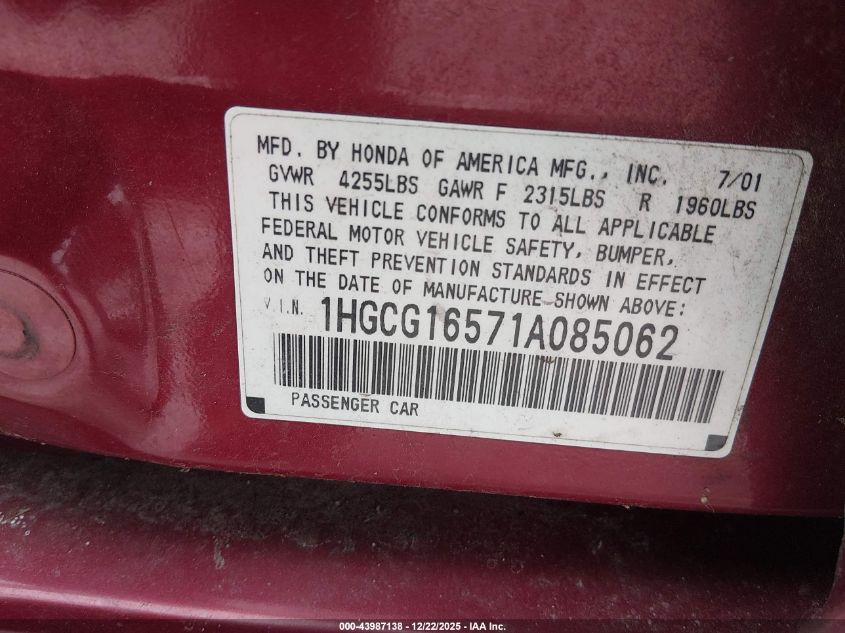 MFD. BY HONDA OF AMERICA MFG., INC. 7/01
GVWR 4255LBS GAWR F 2315LBS R 1960LBS
THIS VEHICLE CONFORMS TO ALL APPLICABLE
FEDERAL MOTOR VEHICLE SAFETY, BUMPER,
AND THEFT PREVENTION STANDARDS IN EFFECT
ON THE DATE OF MANUFACTURE SHOWN ABOVE:
V.I.N. 1HGCG16571A085062
PASSENGER CAR
000-43987138 - 12/22/2025 - IAA Inc.